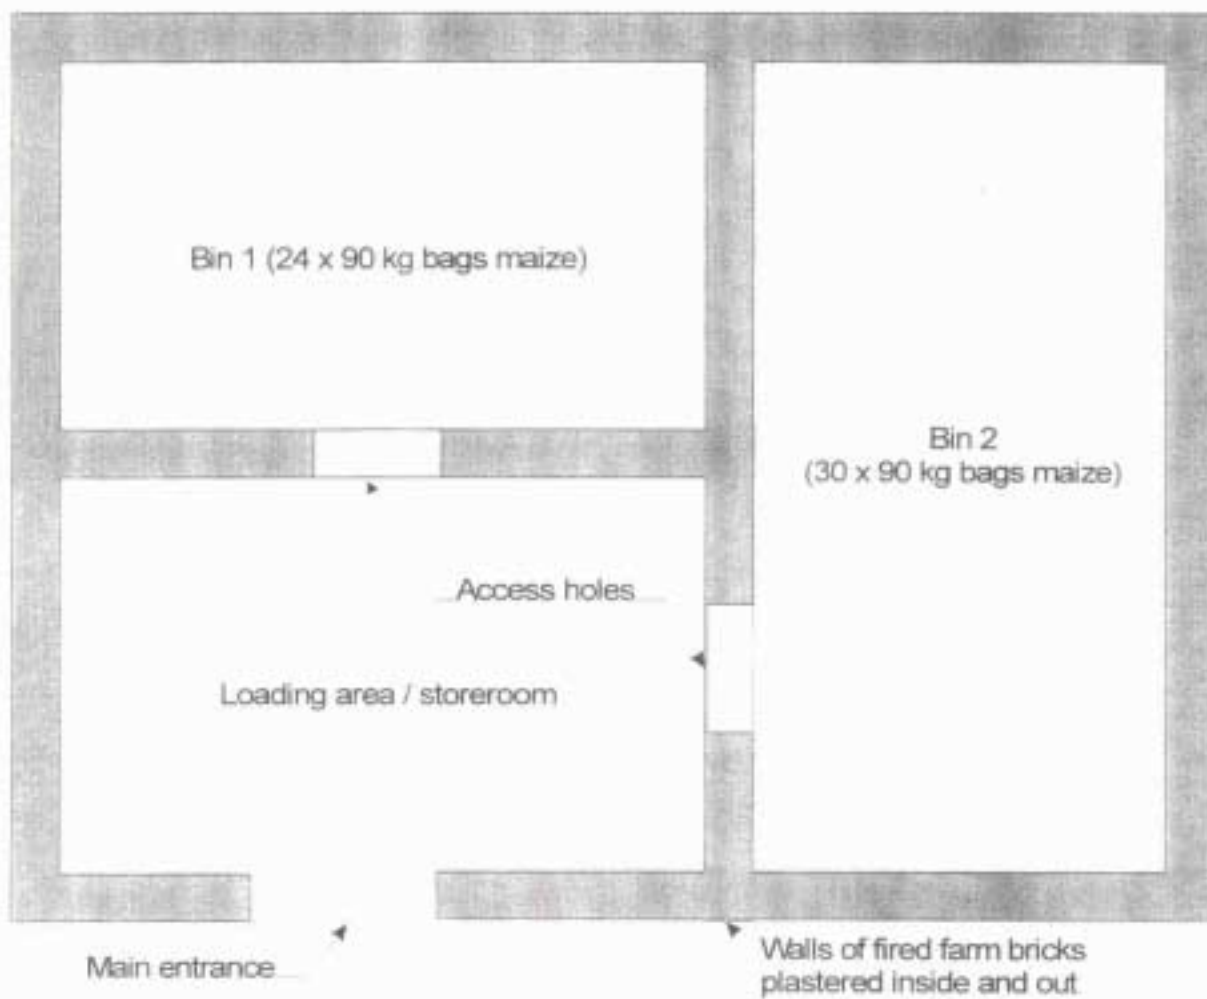 Bin 1 (24 x 90 kg bags maize)
Bin 2
(30 x 90 kg bags maize)
Access holes
Loading area / storeroom
Main entrance
Walls of fired farm bricks
plastered inside and out